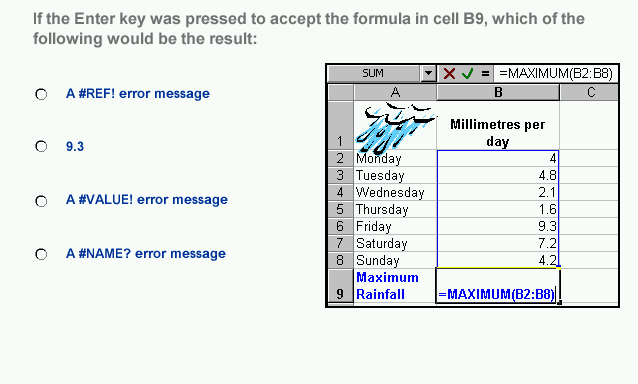 If the Enter key was pressed to accept the formula in cell B9, which of the
following would be the result:
A #REF! error message
9.3
A #VALUE! error message
A #NAME? error message
SUM =MAXIMUM(B2:B8)
A B C
1 Millimetres per
day
2 Monday 4
3 Tuesday 4.8
4 Wednesday 2.1
5 Thursday 1.6
6 Friday 9.3
7 Saturday 7.2
8 Sunday 4.2
Maximum
9 Rainfall =MAXIMUM(B2:B8)